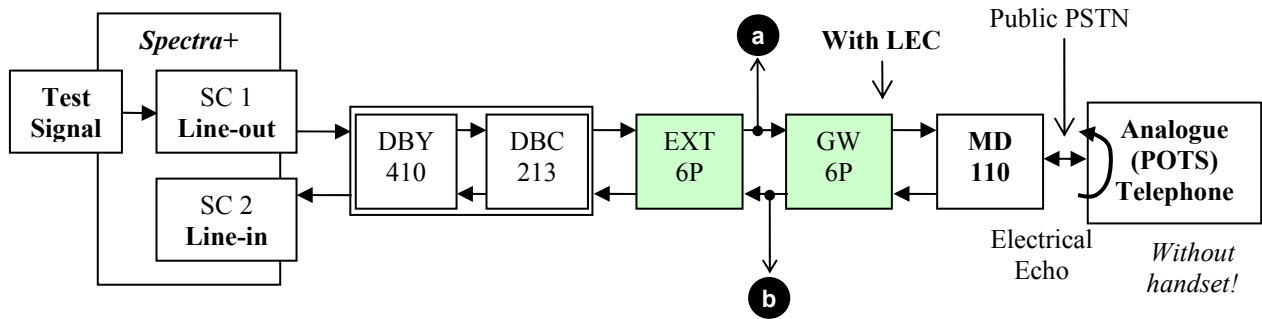 Spectra+
Test
Signal
SC 1
Line-out
SC 2
Line-in
DBY
410
DBC
213
EXT
6P
a
b
GW
6P
With LEC
MD
110
Public PSTN
Analogue
(POTS)
Telephone
Electrical
Echo
Without
handset!